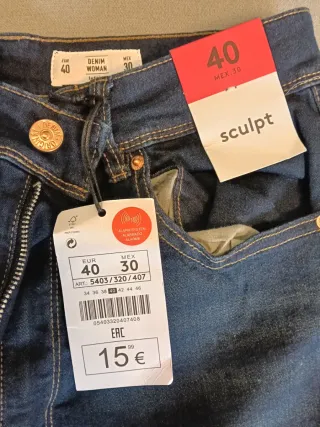 EUR
40
DENIM
WOMAN
MEX
30
40
MEX 30
sculpt
EUR
40
MEX
30
ART. 5403/320/407
34 36 38 40 42 44 46
EAC
15,99 €